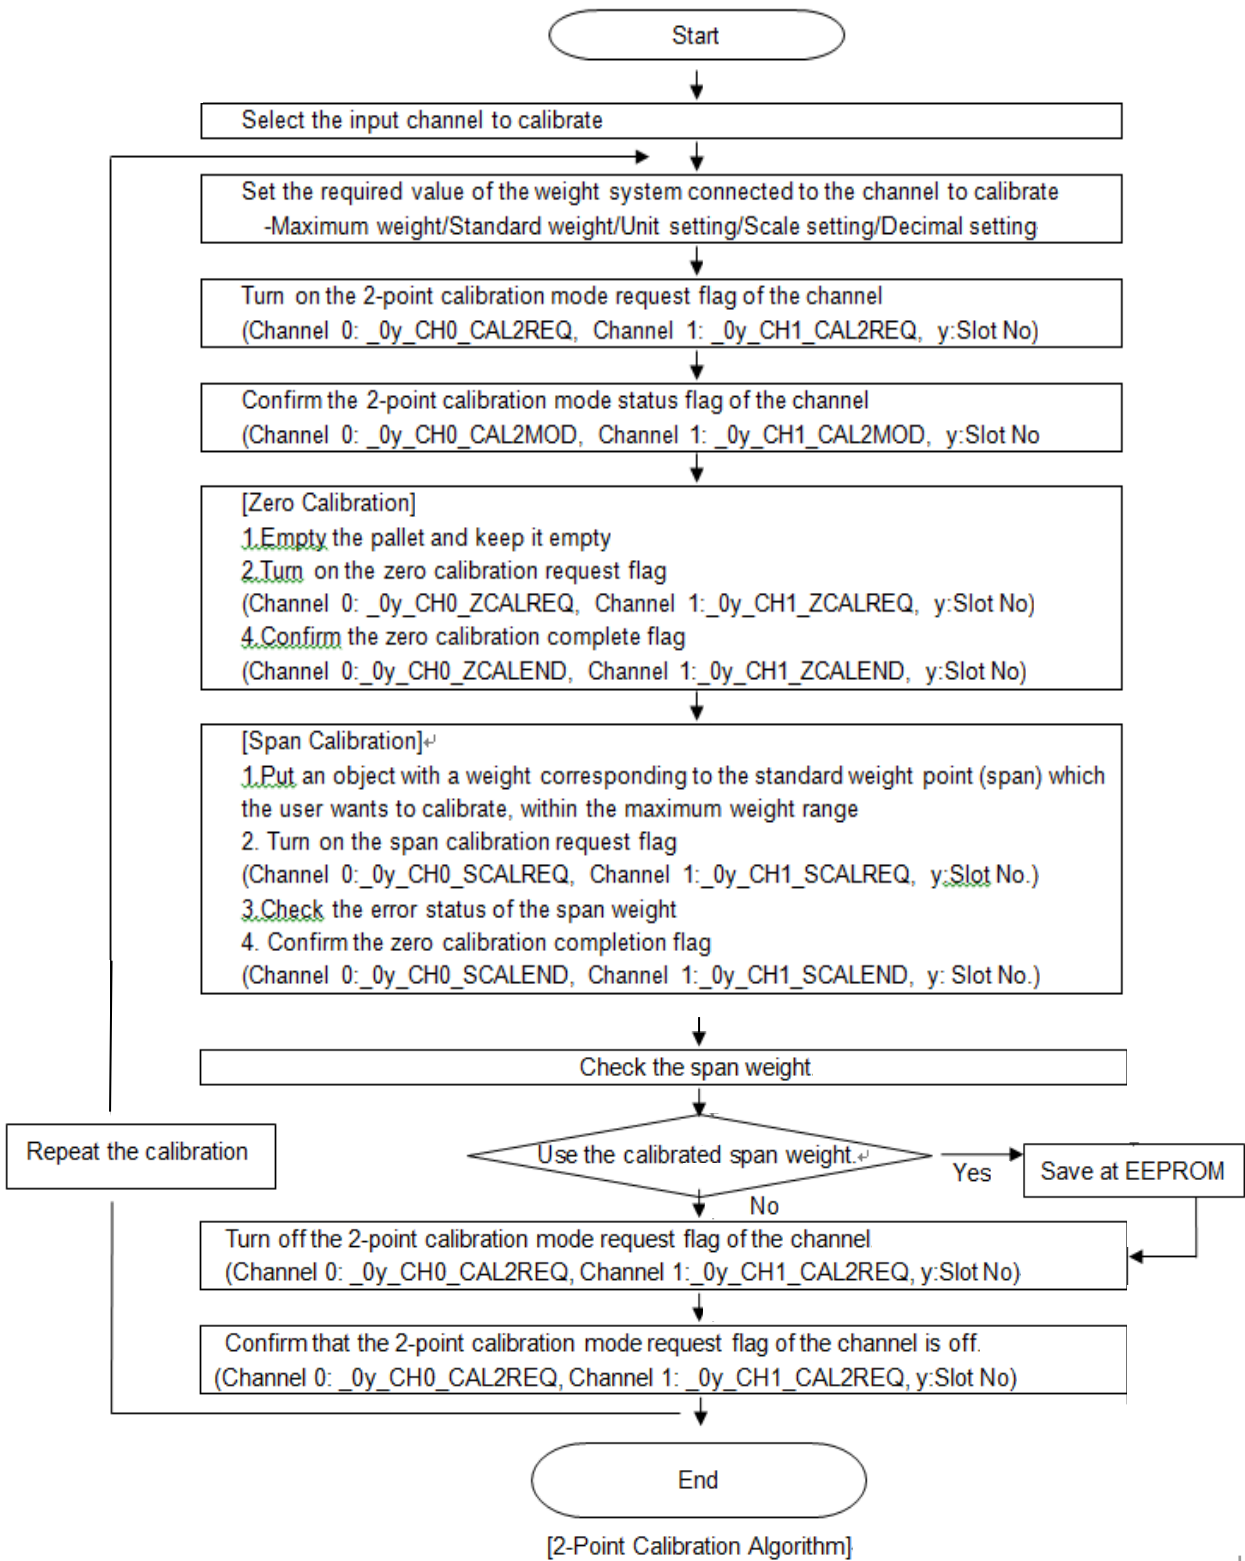 Start
Select the input channel to calibrate
Set the required value of the weight system connected to the channel to calibrate
-Maximum weight/Standard weight/Unit setting/Scale setting/Decimal setting
Turn on the 2-point calibration mode request flag of the channel
(Channel 0: _0y_CH0_CAL2REQ, Channel 1: _0y_CH1_CAL2REQ, y:Slot No)
Confirm the 2-point calibration mode status flag of the channel
(Channel 0: _0y_CH0_CAL2MOD, Channel 1: _0y_CH1_CAL2MOD, y:Slot No
[Zero Calibration]
1.Empty the pallet and keep it empty
2.Turn on the zero calibration request flag
(Channel 0: _0y_CH0_ZCALREQ, Channel 1:_0y_CH1_ZCALREQ, y:Slot No)
4.Confirm the zero calibration complete flag
(Channel 0:_0y_CH0_ZCALEND, Channel 1:_0y_CH1_ZCALEND, y:Slot No)
[Span Calibration]↵
1.Put an object with a weight corresponding to the standard weight point (span) which
the user wants to calibrate, within the maximum weight range
2. Turn on the span calibration request flag
(Channel 0:_0y_CH0_SCALREQ, Channel 1:_0y_CH1_SCALREQ, y:Slot No.)
3.Check the error status of the span weight
4. Confirm the zero calibration completion flag
(Channel 0:_0y_CH0_SCALEND, Channel 1:_0y_CH1_SCALEND, y: Slot No.)
Check the span weight
Repeat the calibration
Use the calibrated span weight.↵
Yes
Save at EEPROM
No
Turn off the 2-point calibration mode request flag of the channel
(Channel 0: _0y_CH0_CAL2REQ, Channel 1:_0y_CH1_CAL2REQ, y:Slot No)
Confirm that the 2-point calibration mode request flag of the channel is off.
(Channel 0: _0y_CH0_CAL2REQ, Channel 1: _0y_CH1_CAL2REQ, y:Slot No)
End
[2-Point Calibration Algorithm]